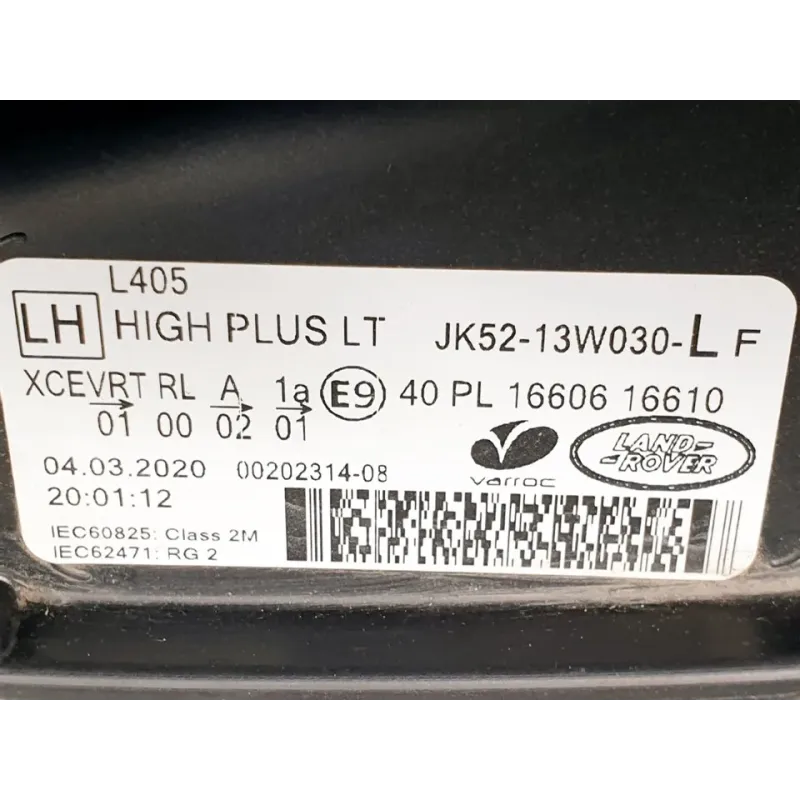 L405
LH HIGH PLUS LT JK52-13W030-L F
XCEVRT RL A 1a E9 40 PL 16606 16610
01 00 02 01
varroc
LAND-
-ROVER
04.03.2020 00202314-08
20:01:12
IEC60825: Class 2M
IEC62471: RG 2